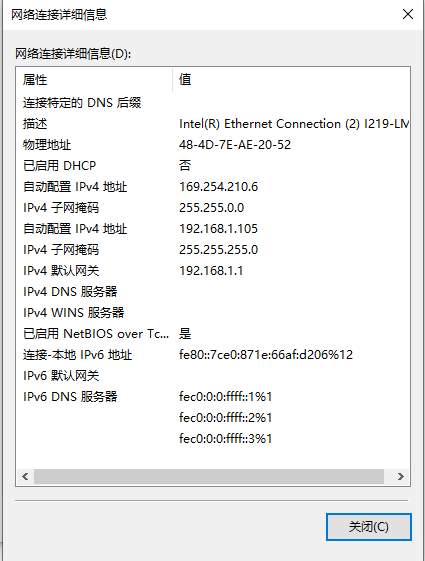 网络连接详细信息
网络连接详细信息(D):
属性 值
连接特定的 DNS 后缀
描述 Intel(R) Ethernet Connection (2) I219-LM
物理地址 48-4D-7E-AE-20-52
已启用 DHCP 否
自动配置 IPv4 地址 169.254.210.6
IPv4 子网掩码 255.255.0.0
自动配置 IPv4 地址 192.168.1.105
IPv4 子网掩码 255.255.255.0
IPv4 默认网关 192.168.1.1
IPv4 DNS 服务器
IPv4 WINS 服务器
已启用 NetBIOS over Tc... 是
连接-本地 IPv6 地址 fe80::7ce0:871e:66af:d206%12
IPv6 默认网关
IPv6 DNS 服务器 fec0:0:0:ffff::1%1
fec0:0:0:ffff::2%1
fec0:0:0:ffff::3%1
关闭(C)